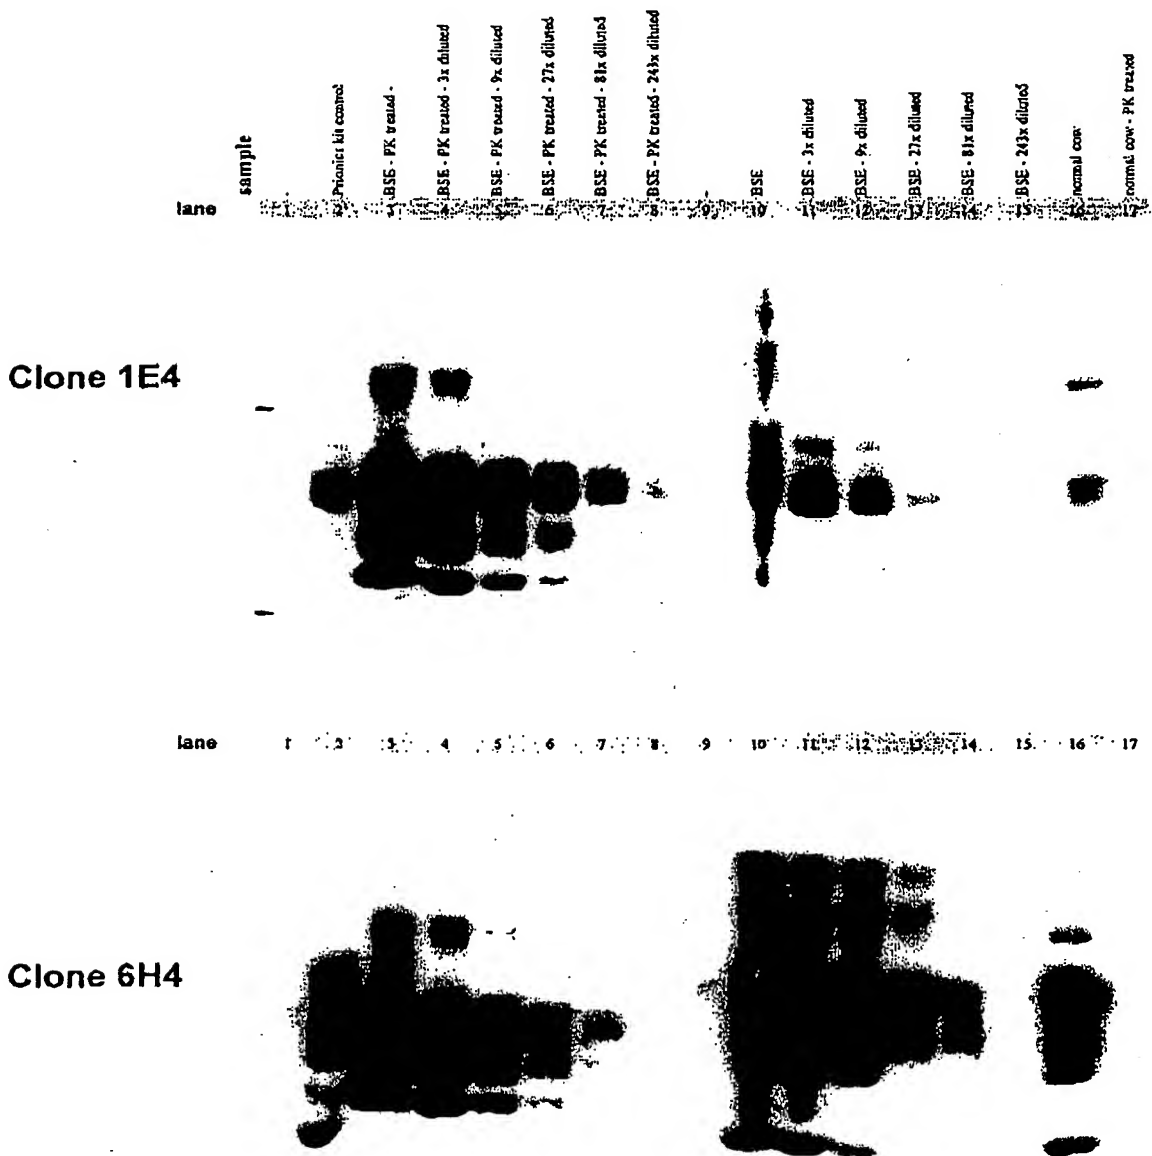 sample
Prionics kit control
BSE - PK treated -
BSE - PK treated - 3x diluted
BSE - PK treated - 9x diluted
BSE - PK treated - 27x diluted
BSE - PK treated - 81x diluted
BSE - PK treated - 243x diluted
BSE
BSE - 3x diluted
BSE - 9x diluted
BSE - 27x diluted
BSE - 81x diluted
BSE - 243x diluted
normal cow
normal cow - PK treated
lane 1 2 3 4 5 6 7 8 9 10 11 12 13 14 15 16 17
Clone 1E4
lane 1 2 3 4 5 6 7 8 9 10 11 12 13 14 15 16 17
Clone 6H4